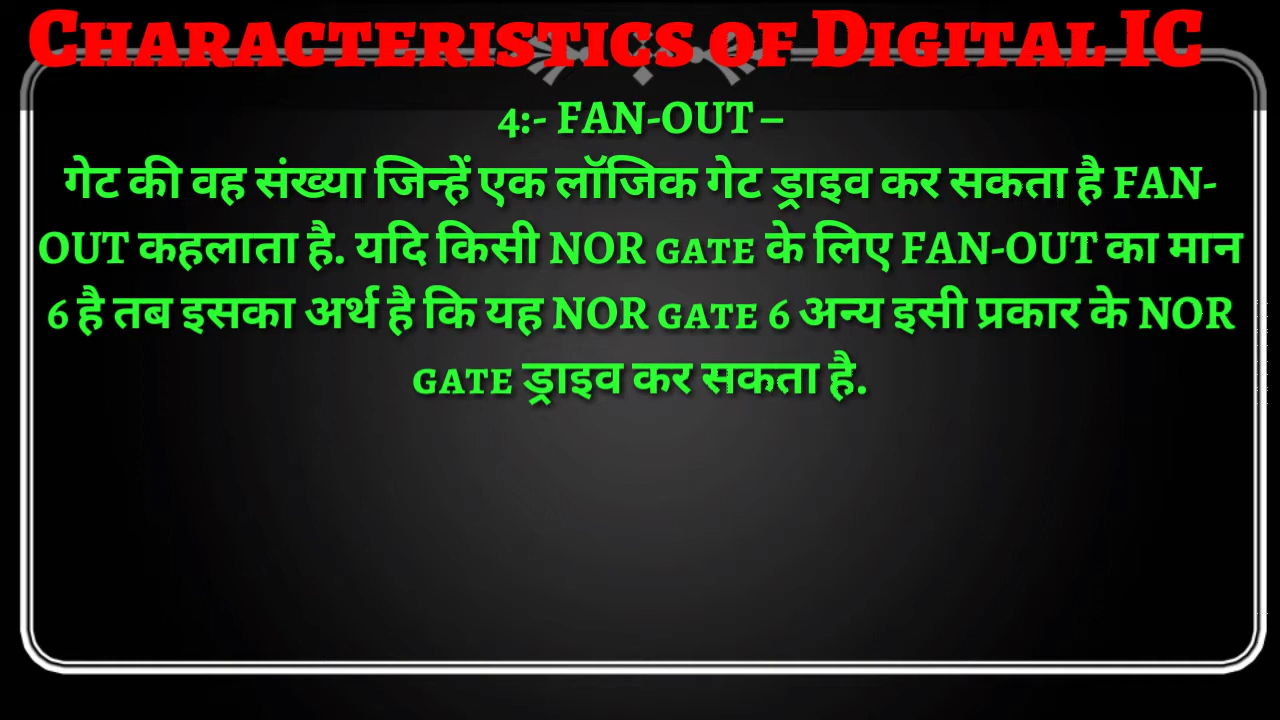 Characteristics of Digital IC
4:- FAN-OUT –
गेट की वह संख्या जिन्हें एक लॉजिक गेट ड्राइव कर सकता है FAN-
OUT कहलाता है. यदि किसी NOR GATE के लिए FAN-OUT का मान
6 है तब इसका अर्थ है कि यह NOR GATE 6 अन्य इसी प्रकार के NOR
GATE ड्राइव कर सकता है.